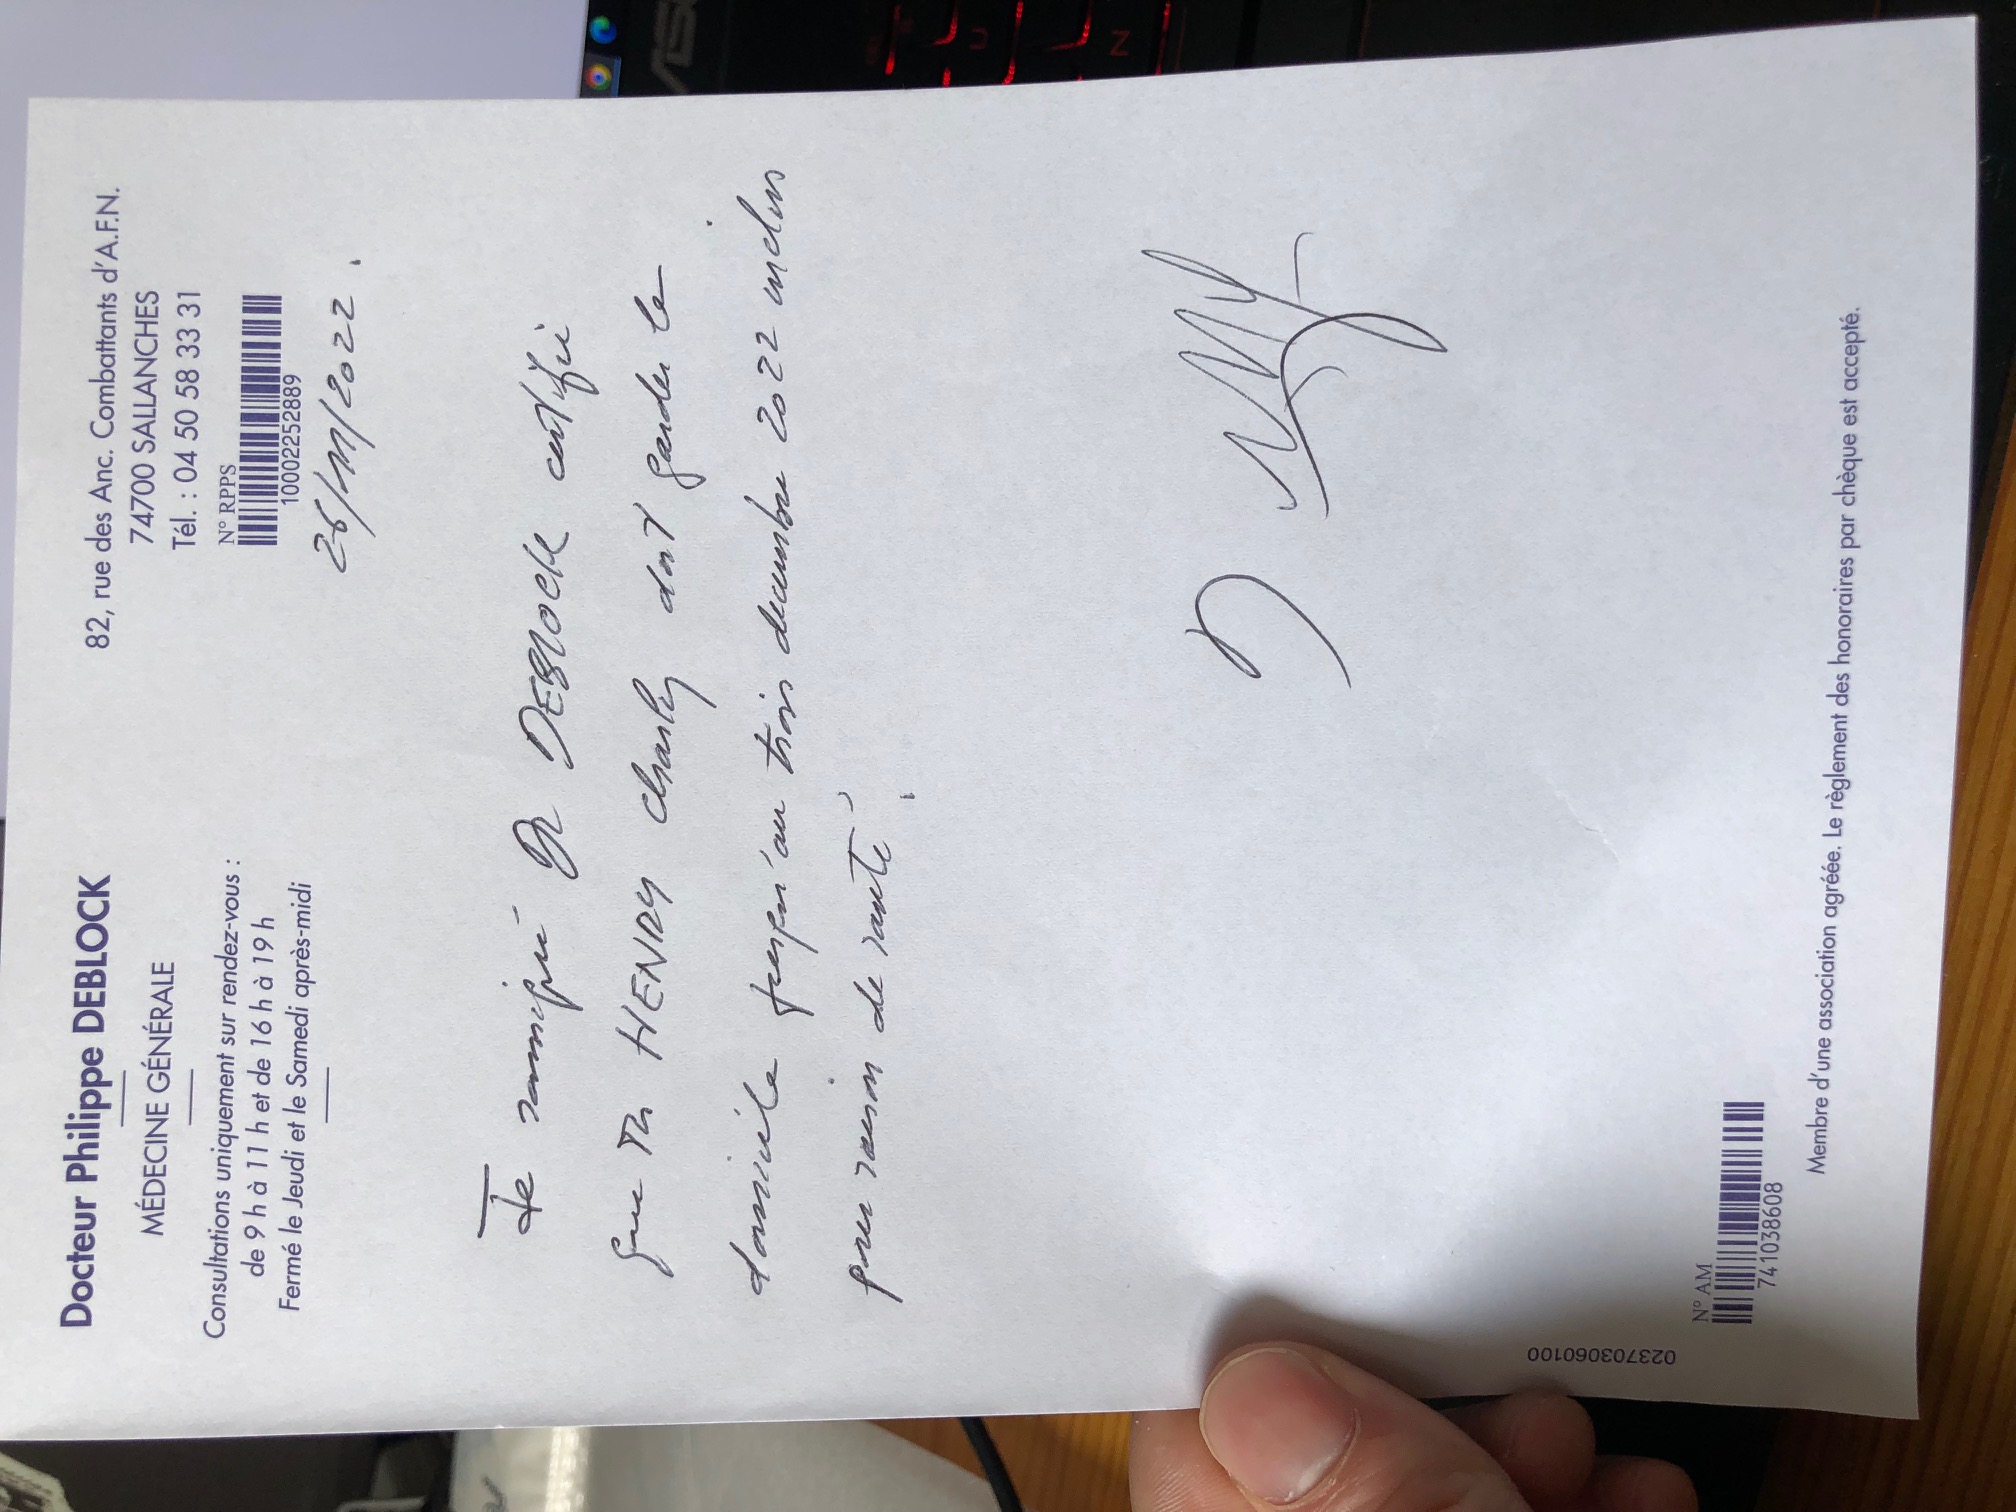 Docteur Philippe DEBLOCK
MÉDECINE GÉNÉRALE
Consultations uniquement sur rendez-vous :
de 9 h à 11 h et de 16 h à 19 h
Fermé le Jeudi et le Samedi après-midi
82, rue des Anc. Combattants d'A.F.N.
74700 SALLANCHES
Tél. : 04 50 58 33 31
N° RPPS
10002252889
26/11/2022.
Je soussigné Dr DEBLOCK certifie
que Mr HENRY Charly doit garder le
domicile jusqu'au trois decembre 2022 inclus
pour raison de santé.
023703060100
N° AM
741038608
Membre d'une association agréée. Le règlement des honoraires par chèque est accepté.
ASUS
N